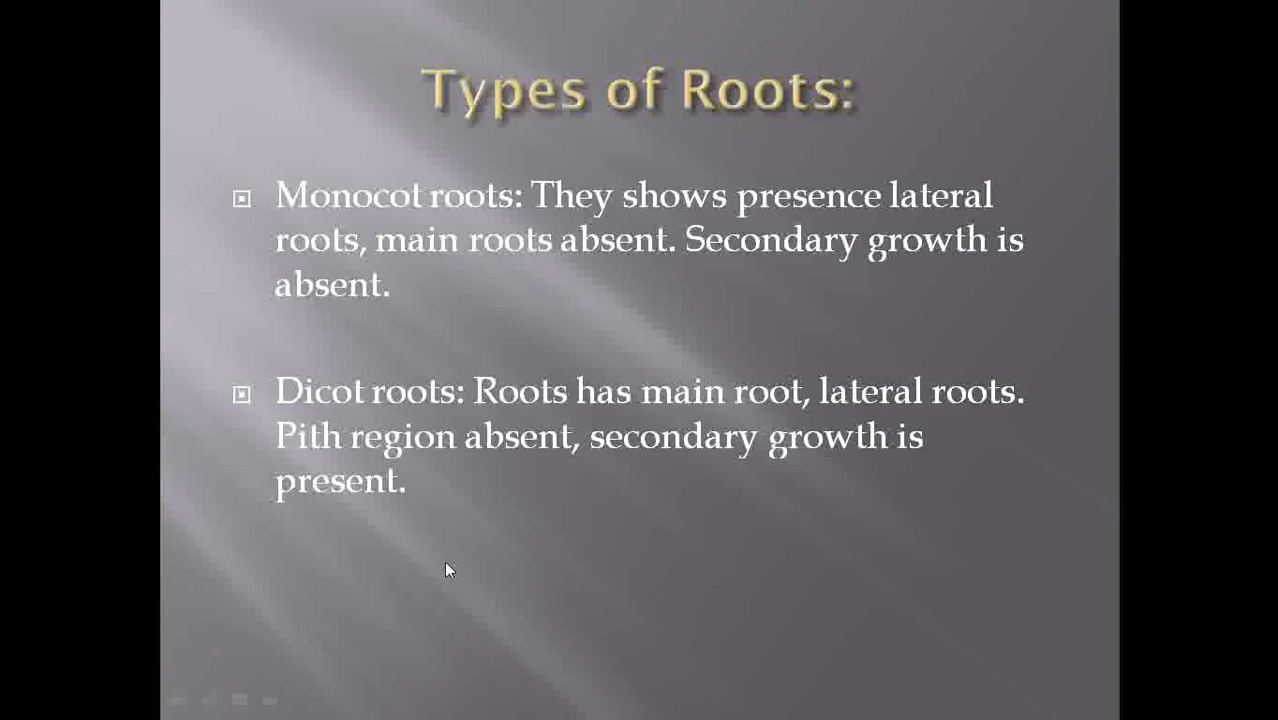 Types of Roots:
Monocot roots: They shows presence lateral
roots, main roots absent. Secondary growth is
absent.
Dicot roots: Roots has main root, lateral roots.
Pith region absent, secondary growth is
present.